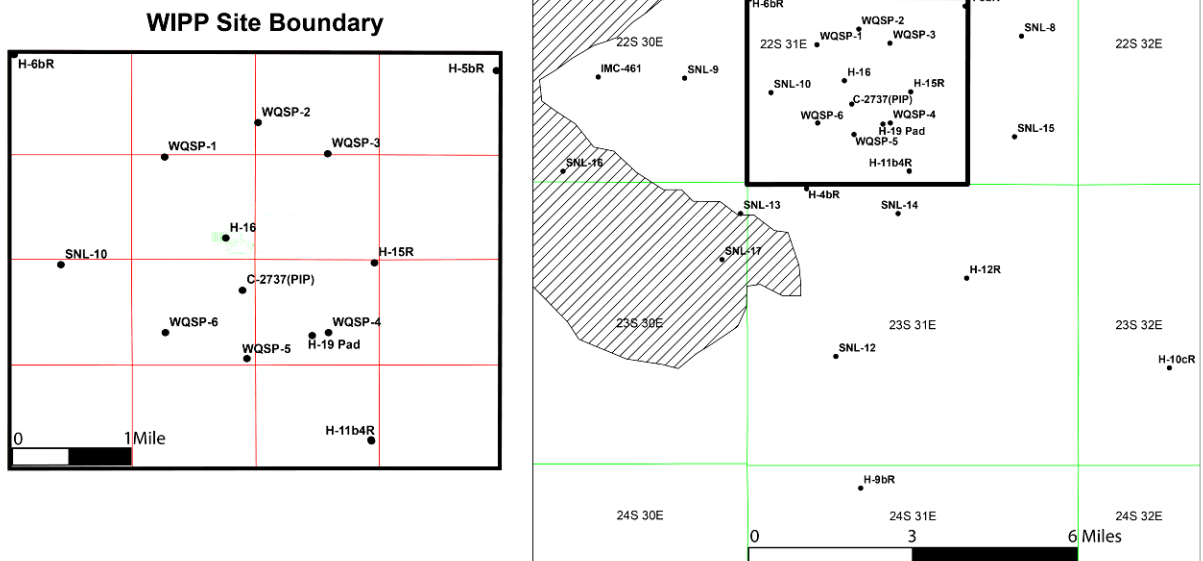 WIPP Site Boundary
H-6bR
H-5bR
WQSP-2
WQSP-1
WQSP-3
H-16
SNL-10
H-15R
C-2737(PIP)
WQSP-6
WQSP-4
H-19 Pad
WQSP-5
H-11b4R
0 1Mile
H-6bR
SNL-8
WQSP-2
WQSP-1
WQSP-3
22S 30E
22S 31E
22S 32E
IMC-461
SNL-9
H-16
SNL-10
H-15R
C-2737(PIP)
WQSP-6
WQSP-4
H-19 Pad
WQSP-5
SNL-15
SNL-16
H-11b4R
H-4bR
SNL-13
SNL-14
SNL-17
H-12R
23S 30E
23S 31E
23S 32E
SNL-12
H-10cR
H-9bR
24S 30E
24S 31E
24S 32E
0 3 6 Miles